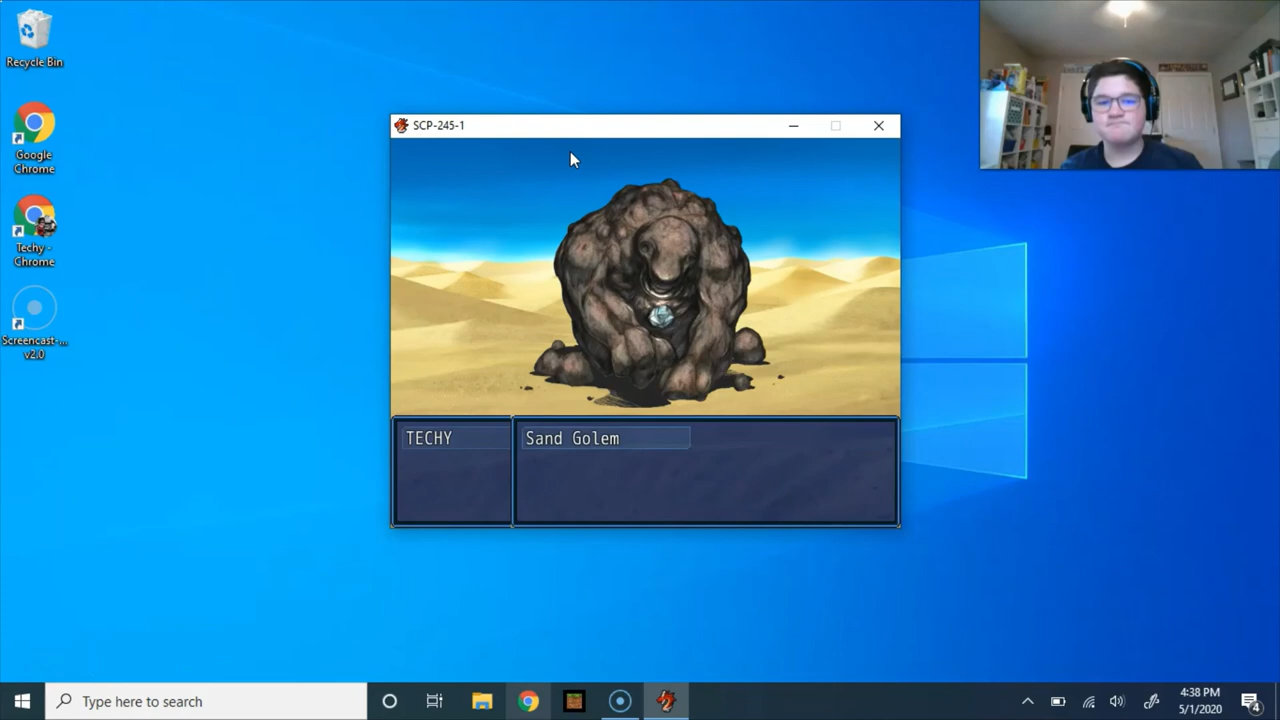 Recycle Bin
Google
Chrome
Techy -
Chrome
Screencast-...
v2.0
SCP-245-1
TECHY
Sand Golem
Type here to search
4:38 PM
5/1/2020
4